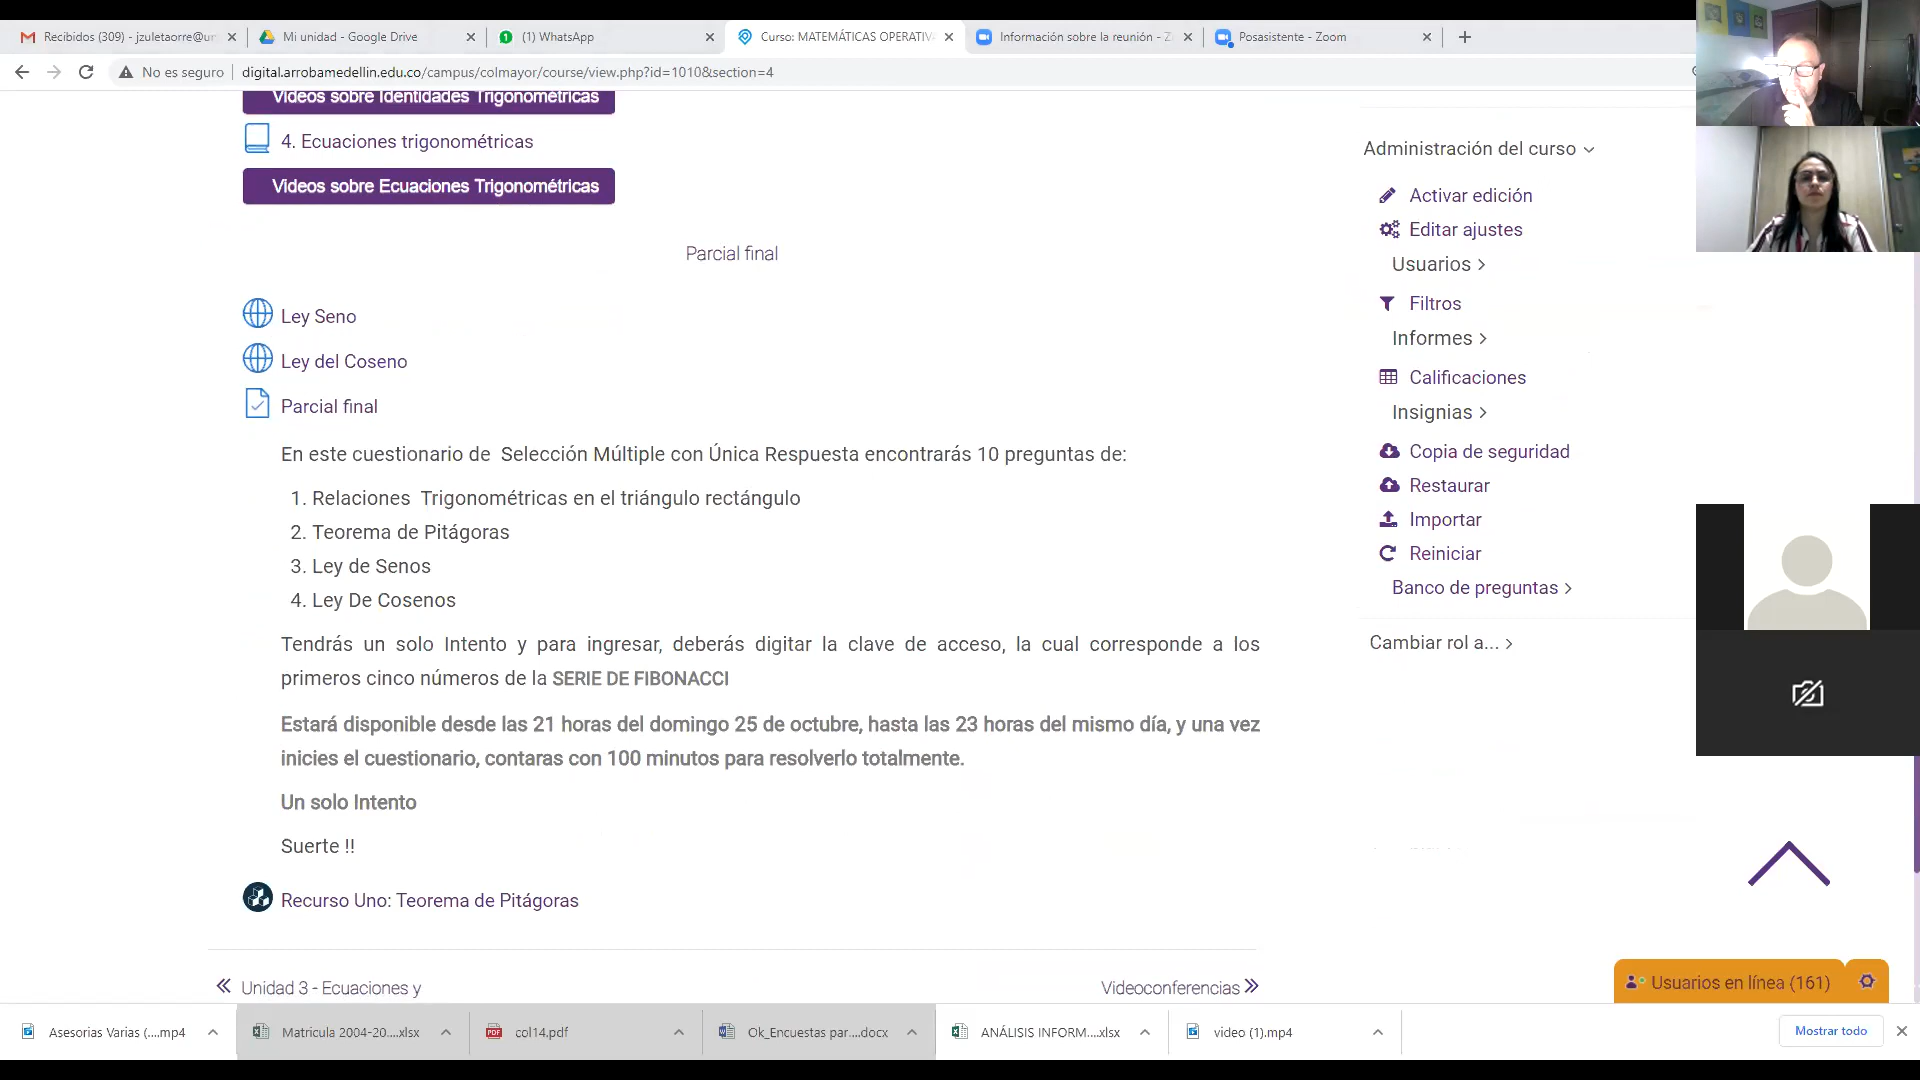 Recibidos (309) - jzuletaorre@un
Mi unidad - Google Drive
(1) WhatsApp
Curso: MATEMÁTICAS OPERATIVA
Información sobre la reunión - Z
Posasistente - Zoom
No es seguro
digital.arrobamedellin.edu.co/campus/colmayor/course/view.php?id=1010&section=4
Videos sobre Identidades Trigonométricas
4. Ecuaciones trigonométricas
Videos sobre Ecuaciones Trigonométricas
Parcial final
Ley Seno
Ley del Coseno
Parcial final
En este cuestionario de Selección Múltiple con Única Respuesta encontrarás 10 preguntas de:
1. Relaciones Trigonométricas en el triángulo rectángulo
2. Teorema de Pitágoras
3. Ley de Senos
4. Ley De Cosenos
Tendrás un solo Intento y para ingresar, deberás digitar la clave de acceso, la cual corresponde a los
primeros cinco números de la SERIE DE FIBONACCI
Estará disponible desde las 21 horas del domingo 25 de octubre, hasta las 23 horas del mismo día, y una vez
inicies el cuestionario, contaras con 100 minutos para resolverlo totalmente.
Un solo Intento
Suerte !!
Recurso Uno: Teorema de Pitágoras
Unidad 3 - Ecuaciones y
Videoconferencias
Administración del curso
Activar edición
Editar ajustes
Usuarios
Filtros
Informes
Calificaciones
Insignias
Copia de seguridad
Restaurar
Importar
Reiniciar
Banco de preguntas
Cambiar rol a...
Usuarios en línea (161)
Asesorias Varias (....mp4
Matricula 2004-20....xlsx
col14.pdf
Ok_Encuestas par....docx
ANÁLISIS INFORM....xlsx
video (1).mp4
Mostrar todo